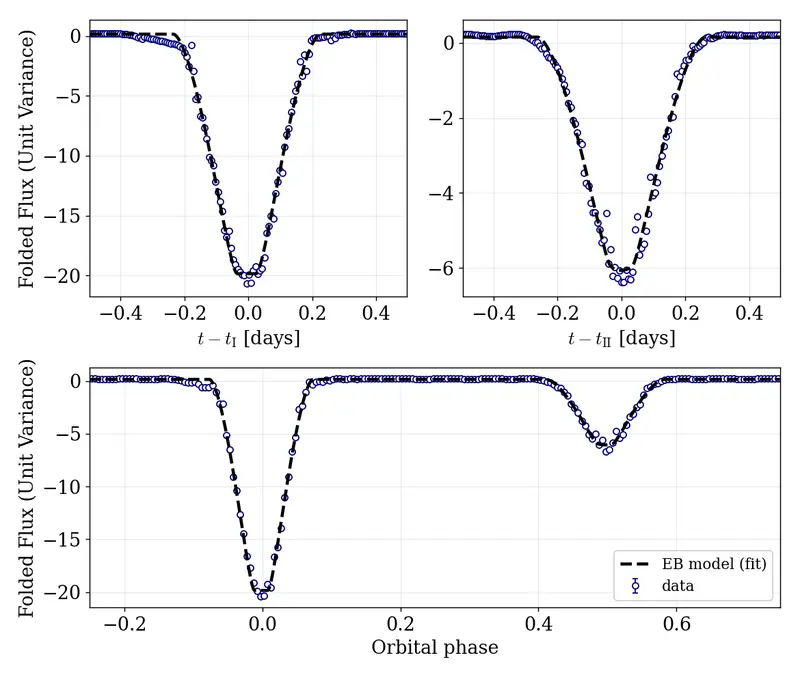 Folded Flux (Unit Variance)
0
−5
−10
−15
−20
−0.4 −0.2 0.0 0.2 0.4
t − tI [days]
0
−2
−4
−6
−0.4 −0.2 0.0 0.2 0.4
t − tII [days]
Folded Flux (Unit Variance)
0
−5
−10
−15
−20
−0.2 0.0 0.2 0.4 0.6
Orbital phase
EB model (fit)
data